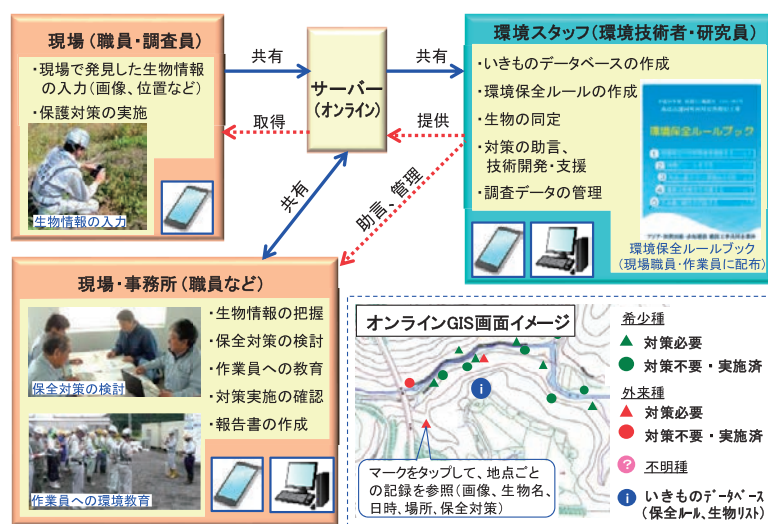 現場（職員・調査員）
・現場で発見した生物情報
の入力（画像、位置など）
・保護対策の実施
生物情報の入力
共有
取得
サーバー
（オンライン）
共有
提供
環境スタッフ（環境技術者・研究員）
・いきものデータベースの作成
・環境保全ルールの作成
・生物の同定
・対策の助言、
技術開発・支援
・調査データの管理
環境保全ルールブック
1
2
3
4
5
環境保全ルールブック
（現場職員・作業員に配布）
共有
助言、管理
現場・事務所（職員など）
・生物情報の把握
・保全対策の検討
・作業員への教育
・対策実施の確認
・報告書の作成
保全対策の検討
作業員への環境教育
オンラインGIS画面イメージ
i
マークをタップして、地点ごと
の記録を参照（画像、生物名、
日時、場所、保全対策）
希少種
対策必要
対策不要・実施済
外来種
対策必要
対策不要・実施済
? 不明種
i いきものデータベース
（保全ルール、生物リスト）